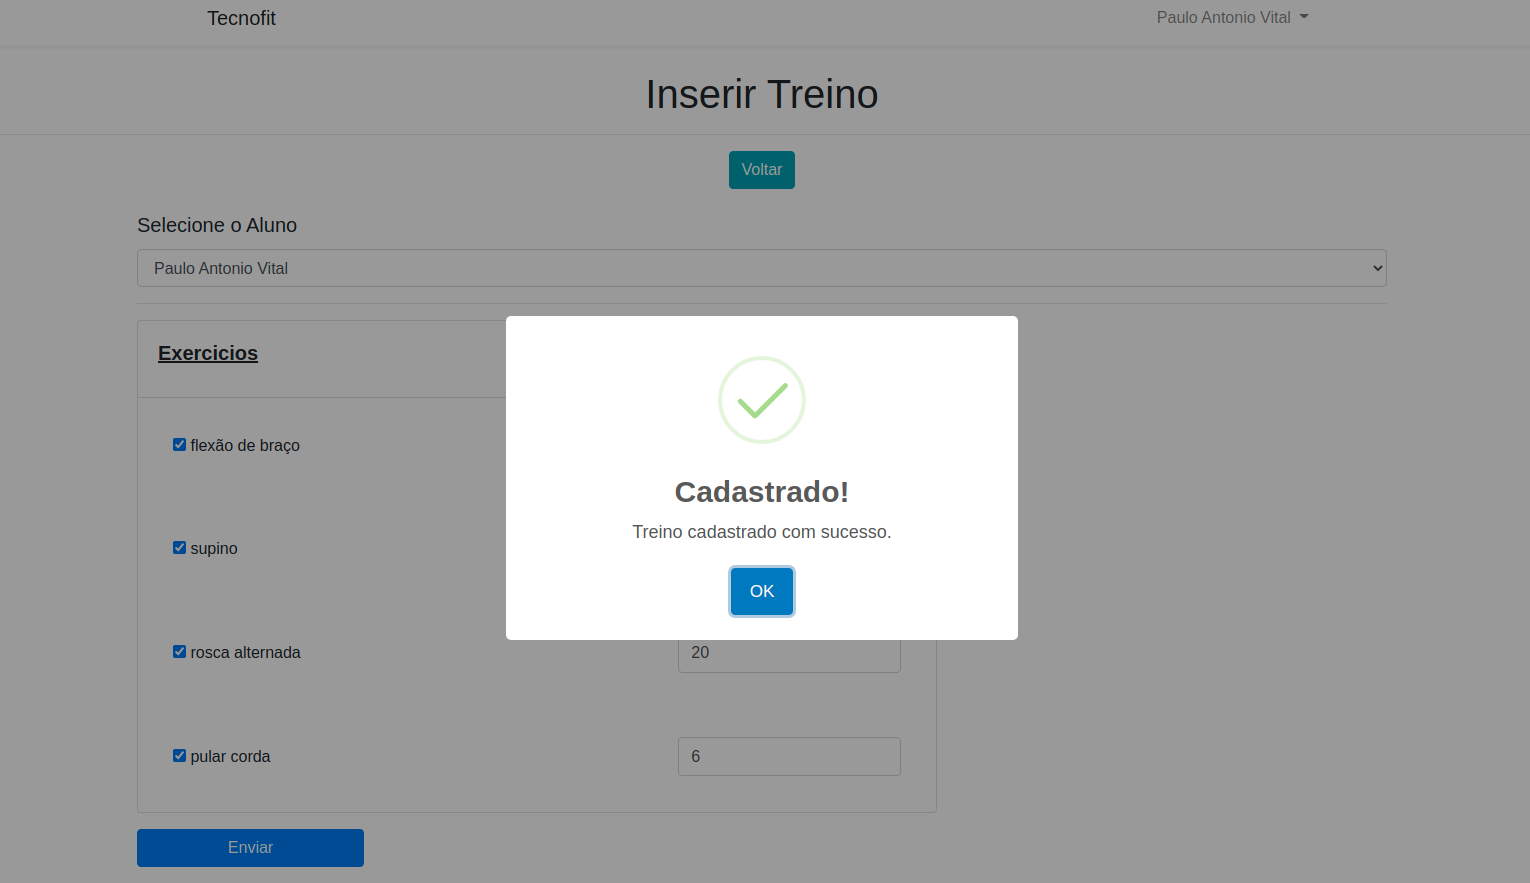 Tecnofit
Paulo Antonio Vital
Inserir Treino
Voltar
Selecione o Aluno
Paulo Antonio Vital
Exercicios
flexão de braço
Cadastrado!
Treino cadastrado com sucesso.
supino
OK
rosca alternada
20
pular corda
6
Enviar